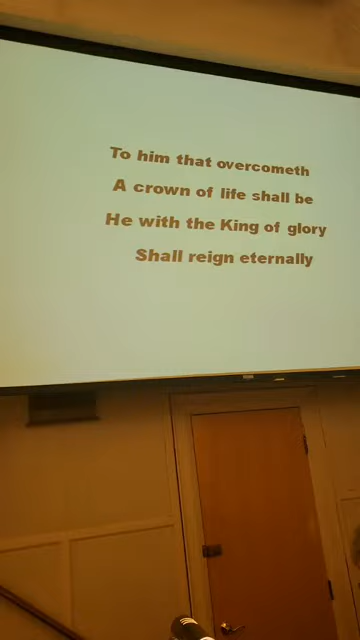 To him that overcometh
A crown of life shall be
He with the King of glory
Shall reign eternally